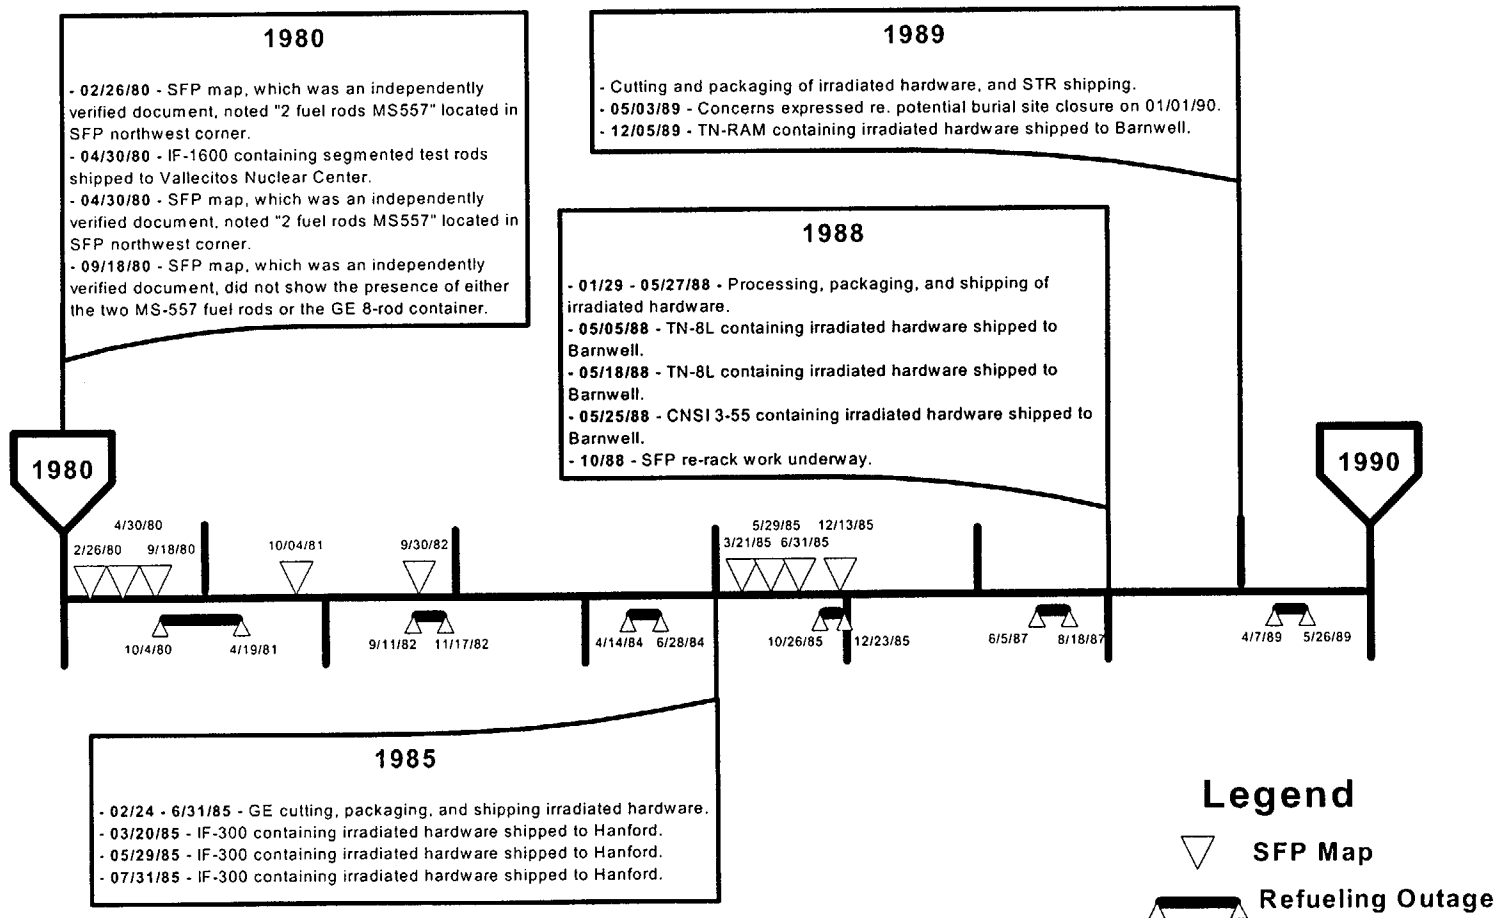 1980
- 02/26/80 - SFP map, which was an independently
verified document, noted "2 fuel rods MS557" located in
SFP northwest corner.
- 04/30/80 - IF-1600 containing segmented test rods
shipped to Vallecitos Nuclear Center.
- 04/30/80 - SFP map, which was an independently
verified document, noted "2 fuel rods MS557" located in
SFP northwest corner.
- 09/18/80 - SFP map, which was an independently
verified document, did not show the presence of either
the two MS-557 fuel rods or the GE 8-rod container.
1989
- Cutting and packaging of irradiated hardware, and STR shipping.
- 05/03/89 - Concerns expressed re. potential burial site closure on 01/01/90.
- 12/05/89 - TN-RAM containing irradiated hardware shipped to Barnwell.
1988
- 01/29 - 05/27/88 - Processing, packaging, and shipping of
irradiated hardware.
- 05/05/88 - TN-8L containing irradiated hardware shipped to
Barnwell.
- 05/18/88 - TN-8L containing irradiated hardware shipped to
Barnwell.
- 05/25/88 - CNSI 3-55 containing irradiated hardware shipped to
Barnwell.
- 10/88 - SFP re-rack work underway.
1980
1990
4/30/80
2/26/80
9/18/80
10/04/81
9/30/82
5/29/85
12/13/85
3/21/85
6/31/85
10/4/80
4/19/81
9/11/82
11/17/82
4/14/84
6/28/84
10/26/85
12/23/85
6/5/87
8/18/87
4/7/89
5/26/89
1985
- 02/24 - 6/31/85 - GE cutting, packaging, and shipping irradiated hardware.
- 03/20/85 - IF-300 containing irradiated hardware shipped to Hanford.
- 05/29/85 - IF-300 containing irradiated hardware shipped to Hanford.
- 07/31/85 - IF-300 containing irradiated hardware shipped to Hanford.
Legend
SFP Map
Refueling Outage